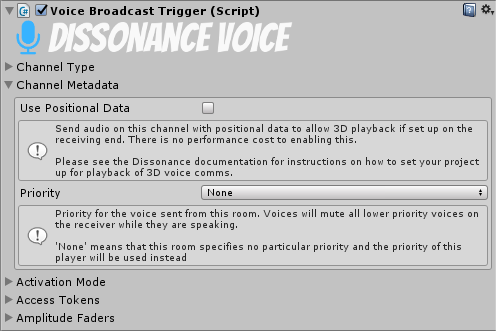 Voice Broadcast Trigger (Script)
DISSONANCE VOICE
Channel Type
Channel Metadata
Use Positional Data
Send audio on this channel with positional data to allow 3D playback if set up on the
receiving end. There is no performance cost to enabling this.
Please see the Dissonance documentation for instructions on how to set your project
up for playback of 3D voice comms.
Priority None
Priority for the voice sent from this room. Voices will mute all lower priority voices on
the receiver while they are speaking.
'None' means that this room specifies no particular priority and the priority of this
player will be used instead
Activation Mode
Access Tokens
Amplitude Faders